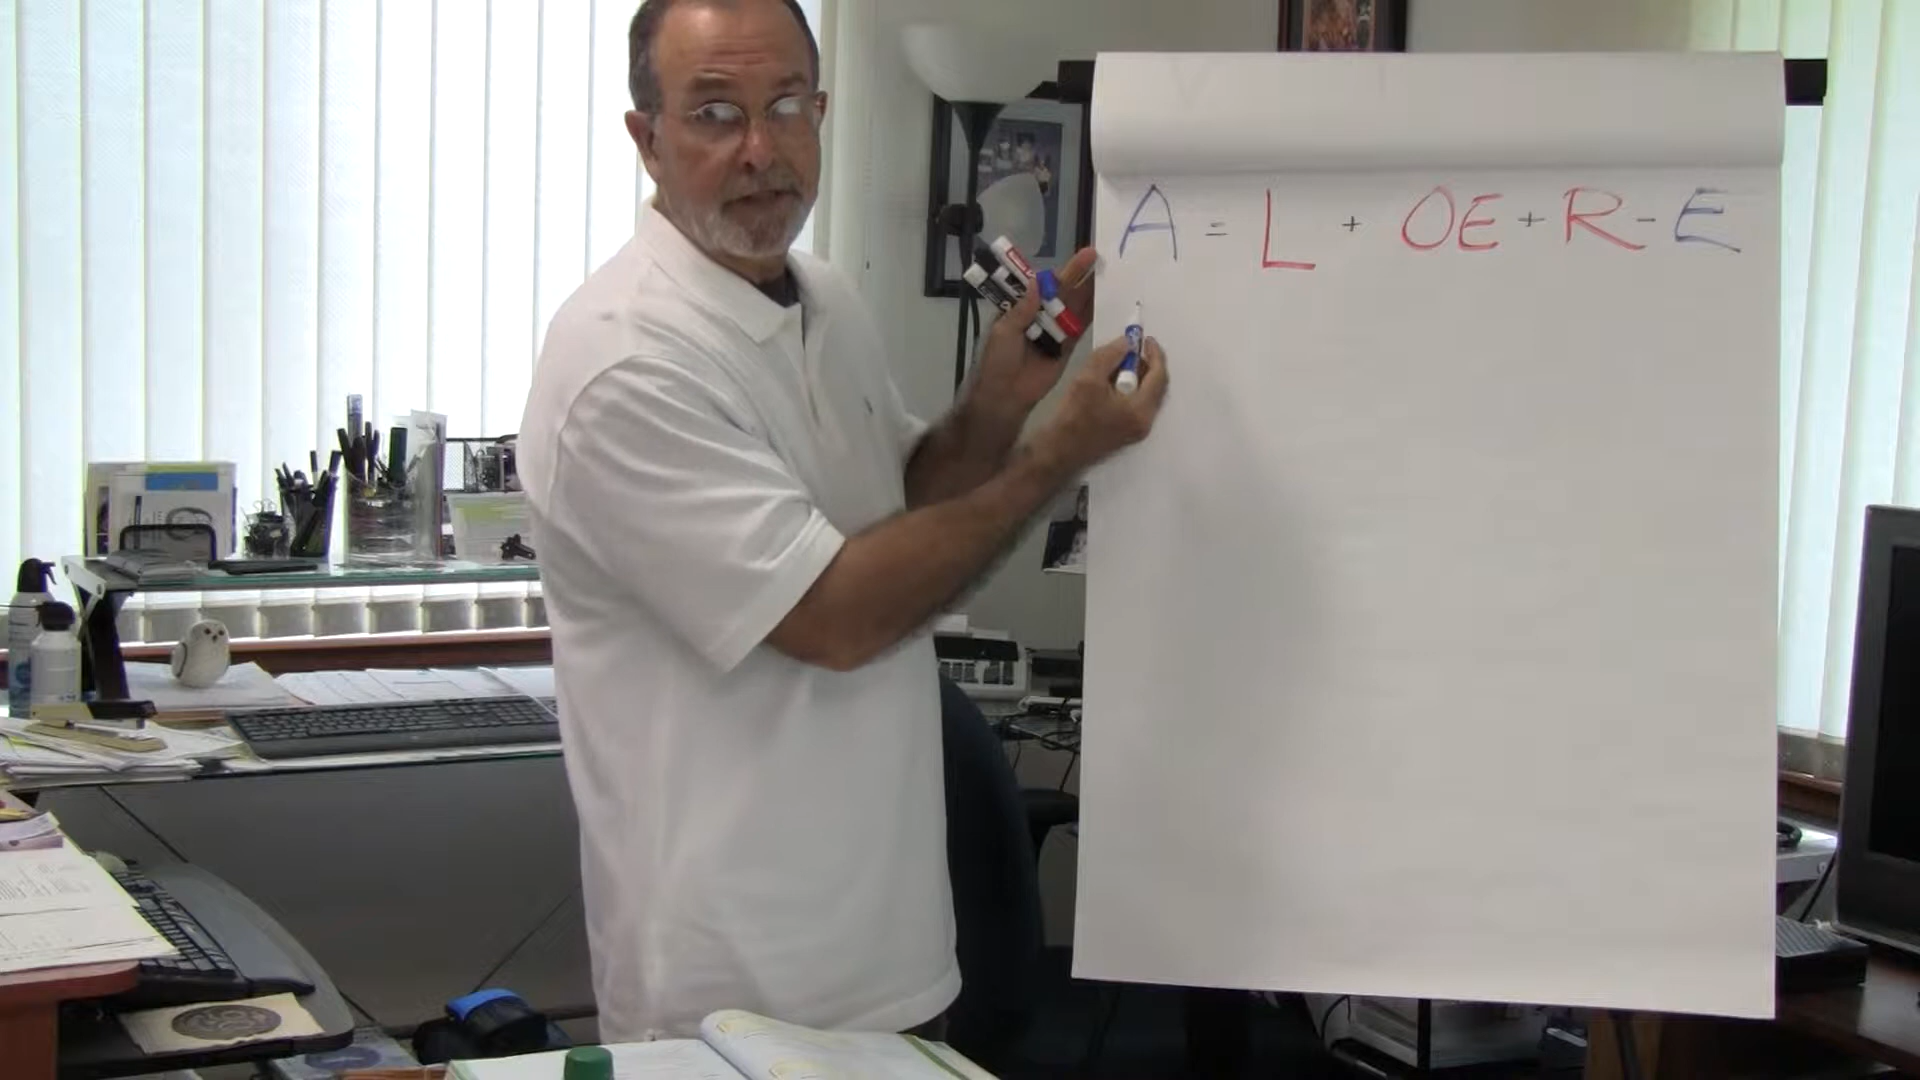 A = L + OE + R - E